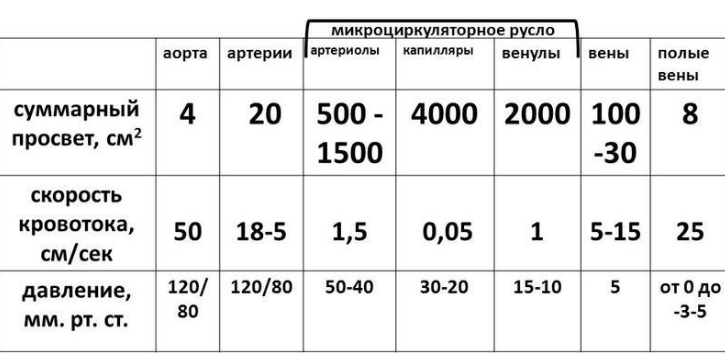 микроциркуляторное русло
аорта артерии артериолы капилляры венулы вены полые
вены
суммарный
просвет, см² 4 20 500 - 4000 2000 100 8
1500 -30
скорость
кровотока, 50 18-5 1,5 0,05 1 5-15 25
см/сек
давление, 120/ 120/80 50-40 30-20 15-10 5 от 0 до
мм. рт. ст. 80 -3-5